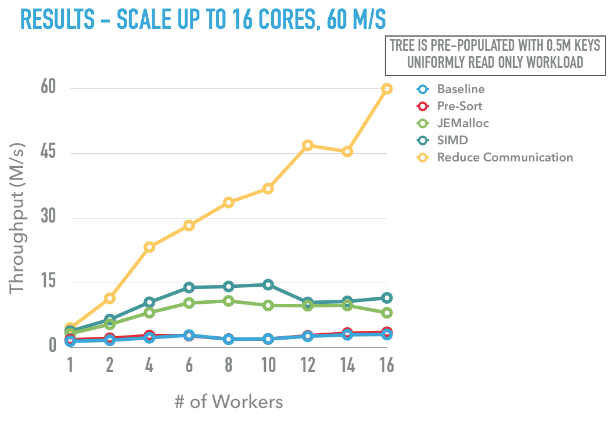 RESULTS - SCALE UP TO 16 CORES, 60 M/S
TREE IS PRE-POPULATED WITH 0.5M KEYS
UNIFORMLY READ ONLY WORKLOAD
Baseline
Pre-Sort
JEMalloc
SIMD
Reduce Communication
Throughput (M/s)
60
45
30
15
0
1 2 4 6 8 10 12 14 16
# of Workers